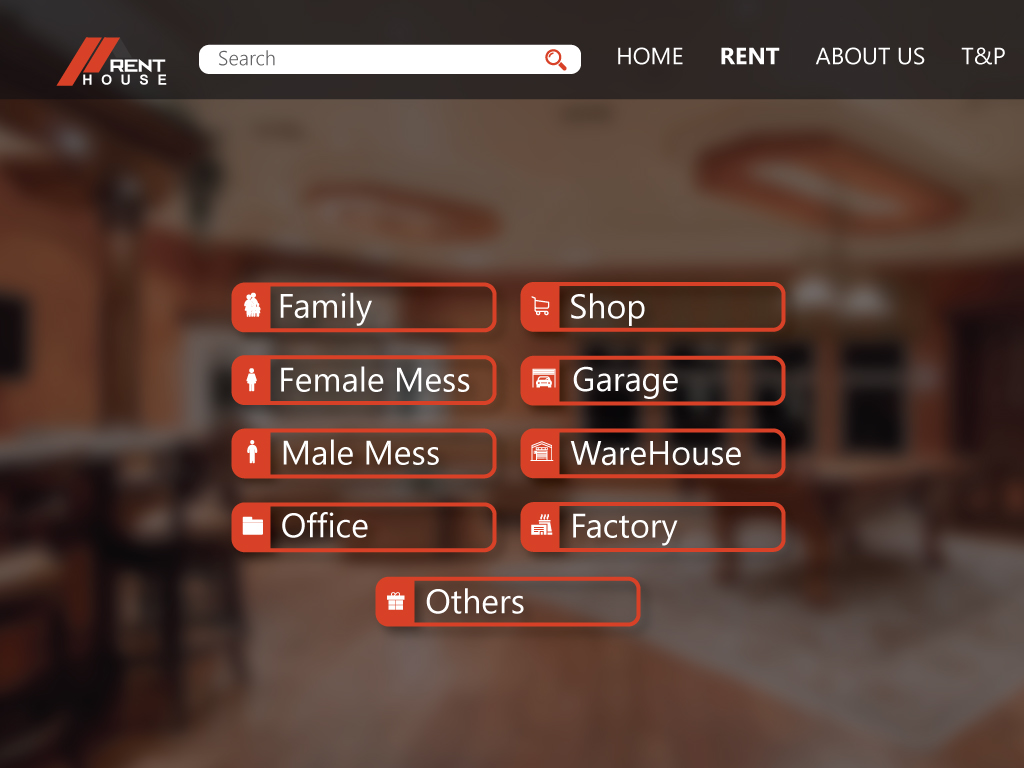 RENT
HOUSE
Search
HOME RENT ABOUT US T&P
Family
Shop
Female Mess
Garage
Male Mess
WareHouse
Office
Factory
Others